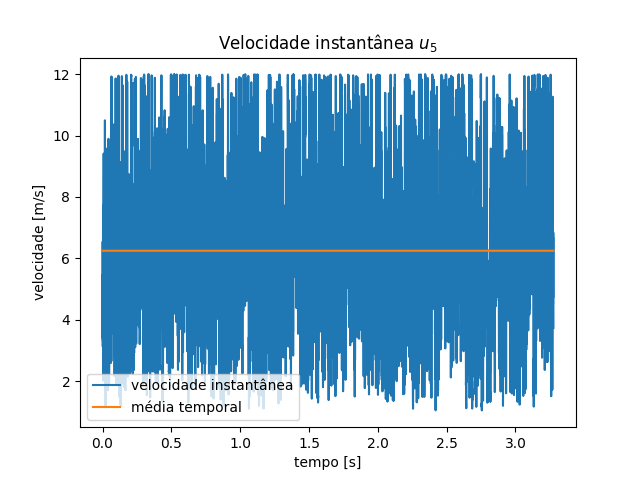 Velocidade instantânea u₅
12
10
8
6
4
2
velocidade [m/s]
velocidade instantânea
média temporal
0.0 0.5 1.0 1.5 2.0 2.5 3.0
tempo [s]